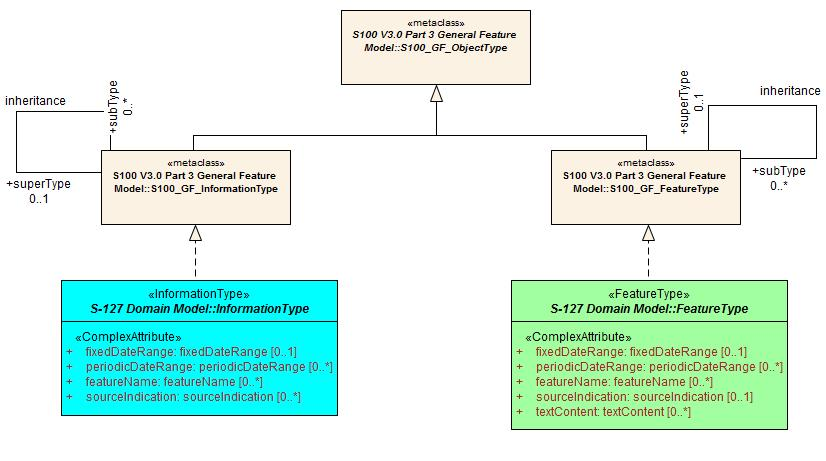 «metaclass»
S100 V3.0 Part 3 General Feature
Model::S100_GF_ObjectType
inheritance
+subType
0..*
+superType
0..1
«metaclass»
S100 V3.0 Part 3 General Feature
Model::S100_GF_InformationType
+superType
0..1
inheritance
«metaclass»
S100 V3.0 Part 3 General Feature
Model::S100_GF_FeatureType
+subType
0..*
«InformationType»
S-127 Domain Model::InformationType
«ComplexAttribute»
+ fixedDateRange: fixedDateRange [0..1]
+ periodicDateRange: periodicDateRange [0..*]
+ featureName: featureName [0..*]
+ sourceIndication: sourceIndication [0..*]
«FeatureType»
S-127 Domain Model::FeatureType
«ComplexAttribute»
+ fixedDateRange: fixedDateRange [0..1]
+ periodicDateRange: periodicDateRange [0..*]
+ featureName: featureName [0..*]
+ sourceIndication: sourceIndication [0..1]
+ textContent: textContent [0..*]